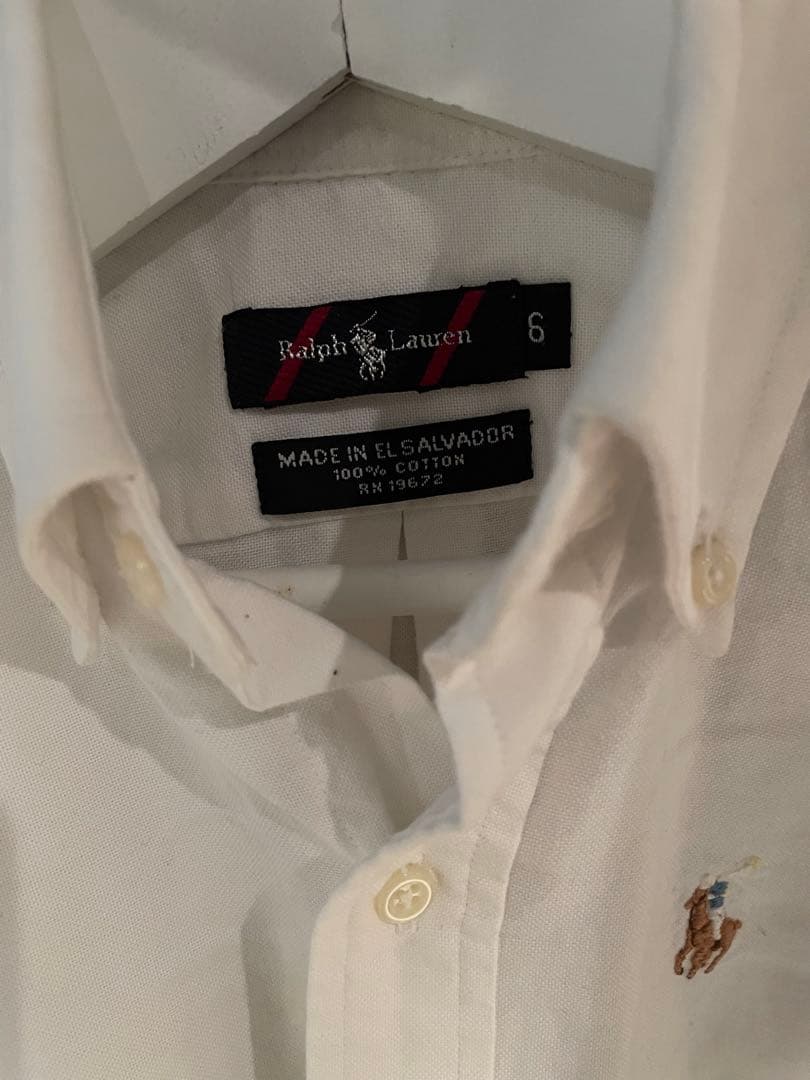 Ralph Lauren
6
MADE IN EL SALVADOR
100% COTTON
RN 19672